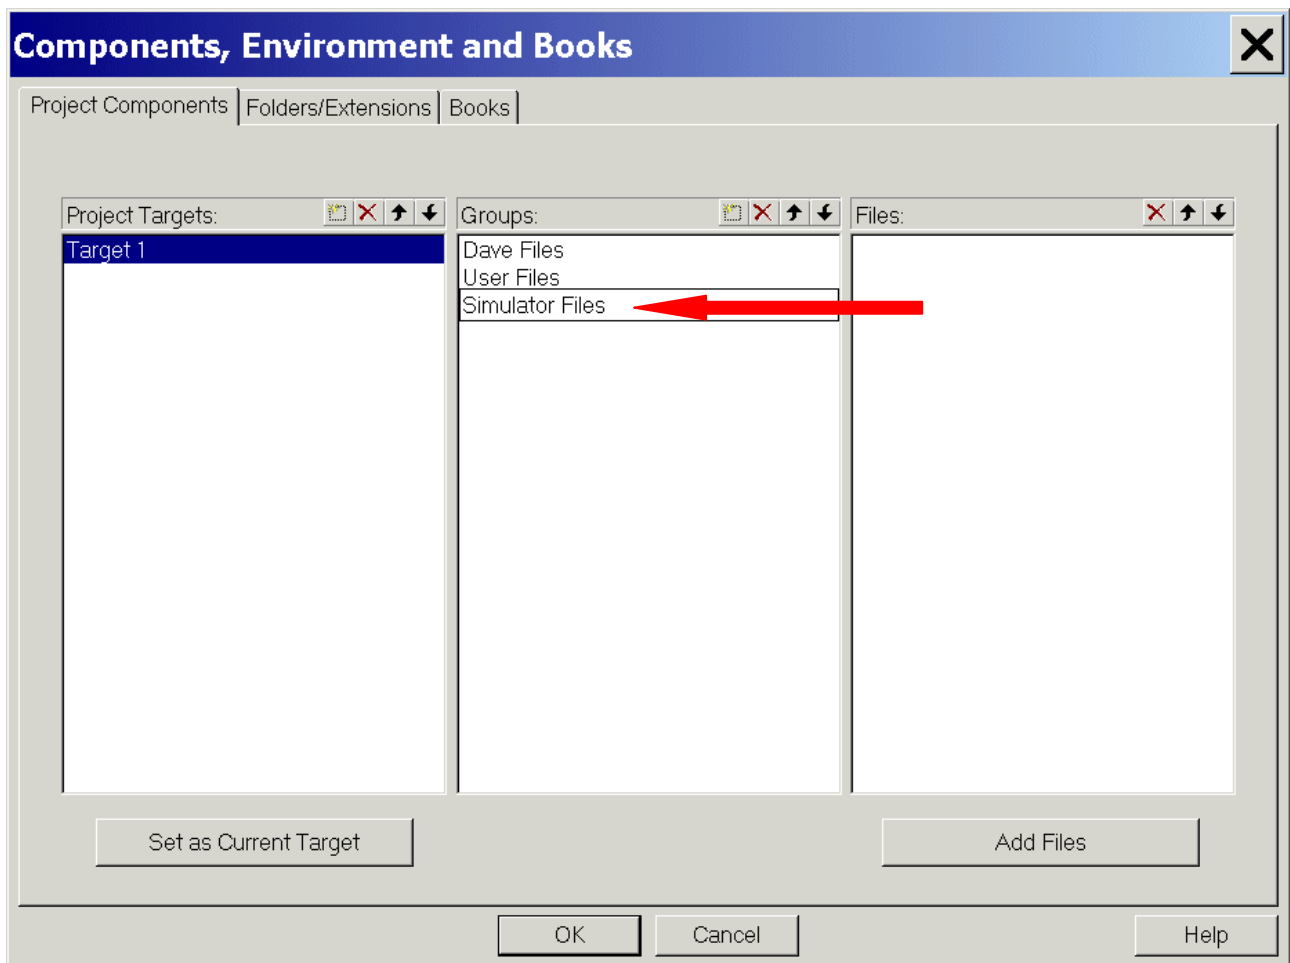 Components, Environment and Books
Project Components Folders/Extensions Books
Project Targets: Groups: Files:
Target 1
Dave Files
User Files
Simulator Files
Set as Current Target Add Files
OK Cancel Help